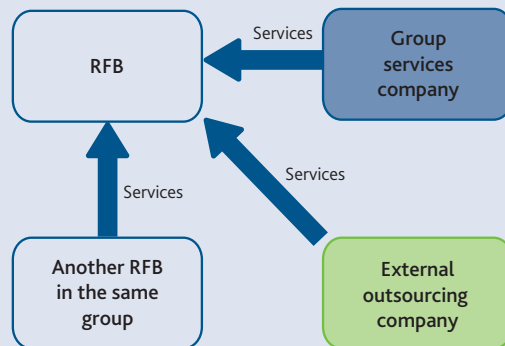 RFB
Services
Group
services
company
Services
Services
Another RFB
in the same
group
External
outsourcing
company